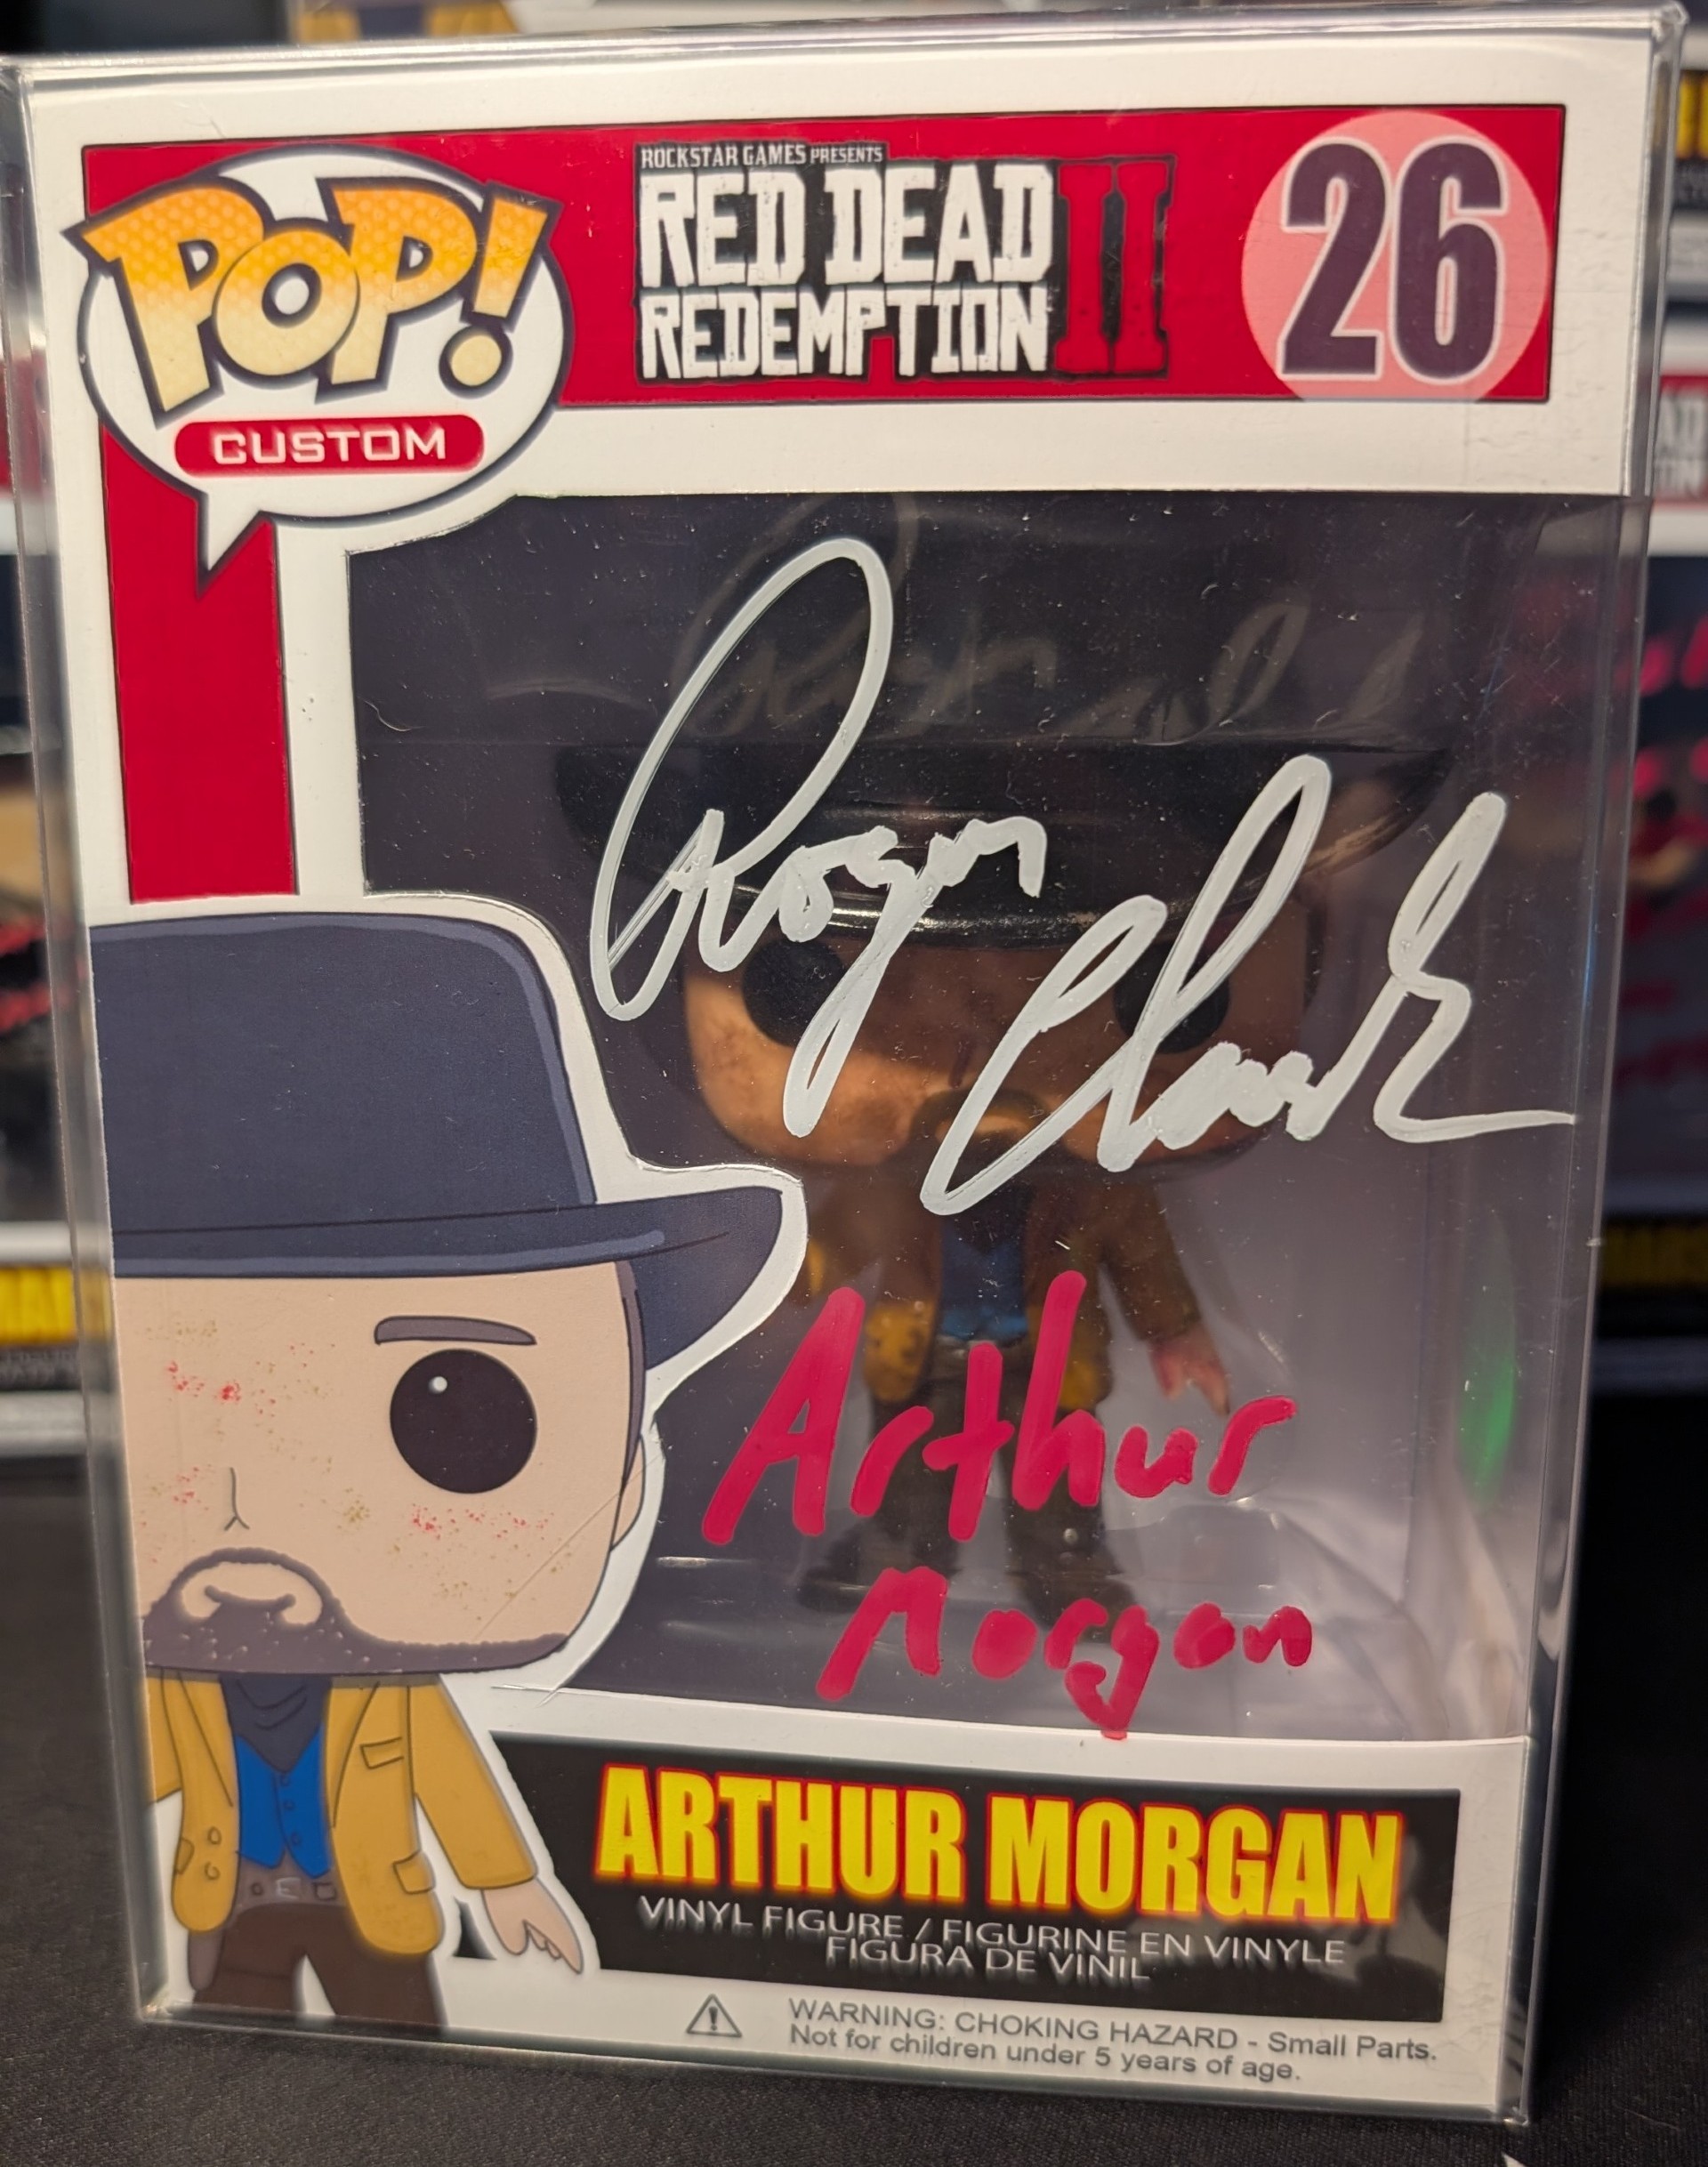 ROCKSTAR GAMES PRESENTS
RED DEAD
REDEMPTION II
26
POP!
CUSTOM
Roger Clark
Arthur
Morgan
ARTHUR MORGAN
VINYL FIGURE / FIGURINE EN VINYLE
FIGURA DE VINIL
WARNING: CHOKING HAZARD - Small Parts.
Not for children under 5 years of age.